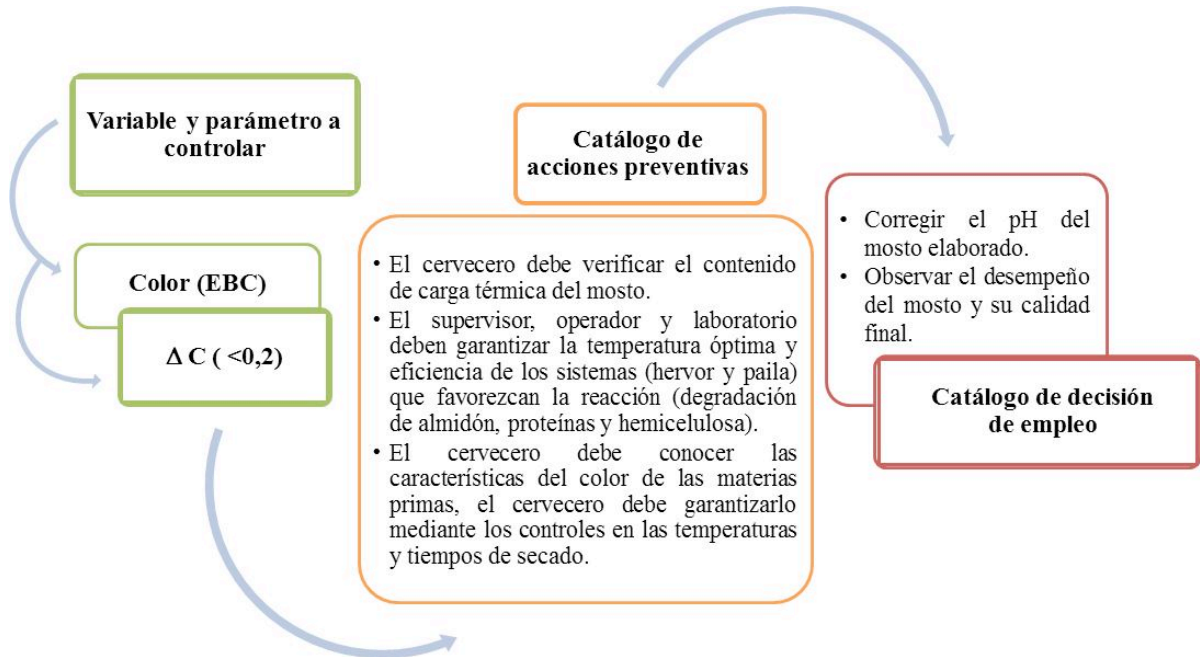 Variable y parámetro a
controlar
Color (EBC)
Δ C ( <0,2)
Catálogo de
acciones preventivas
• El cervecero debe verificar el contenido
de carga térmica del mosto.
• El supervisor, operador y laboratorio
deben garantizar la temperatura óptima y
eficiencia de los sistemas (hervor y paila)
que favorezcan la reacción (degradación
de almidón, proteínas y hemicelulosa).
• El cervecero debe conocer las
características del color de las materias
primas, el cervecero debe garantizarlo
mediante los controles en las temperaturas
y tiempos de secado.
• Corregir el pH del
mosto elaborado.
• Observar el desempeño
del mosto y su calidad
final.
Catálogo de decisión
de empleo